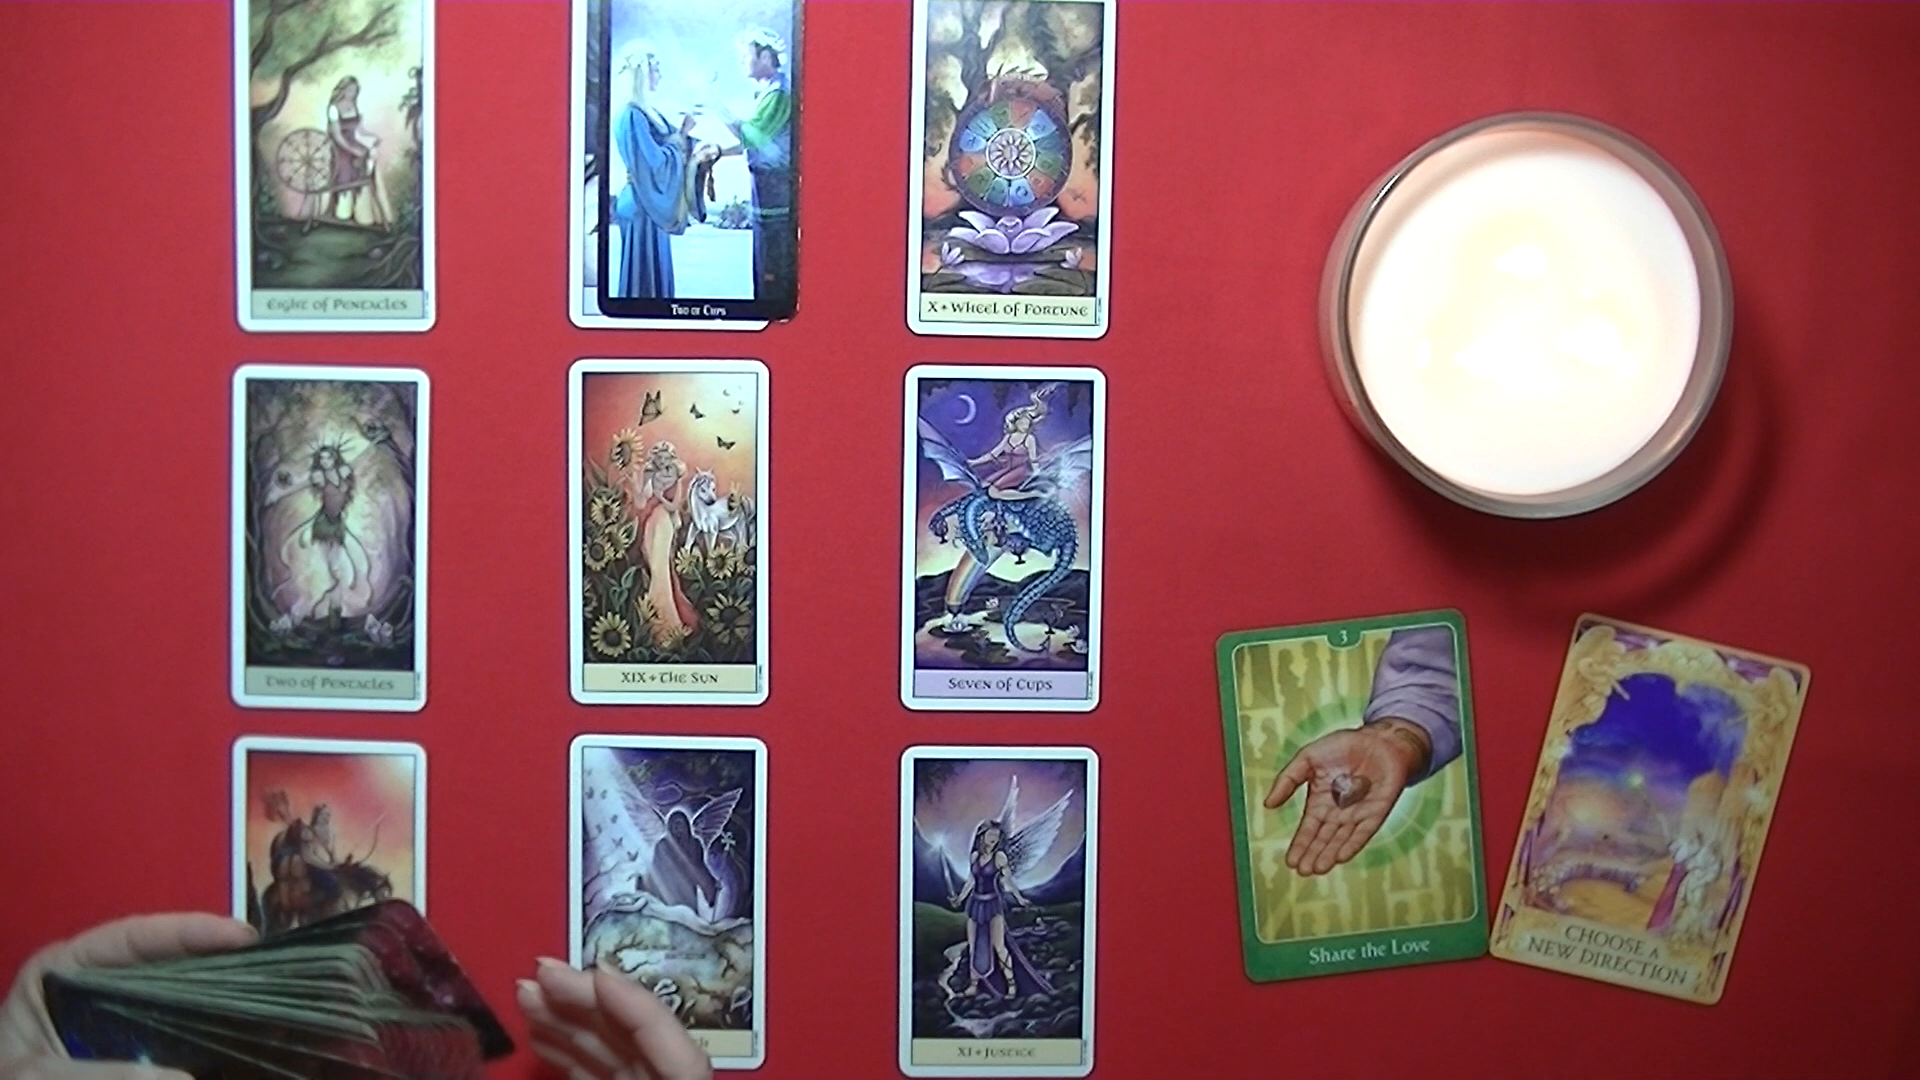 Eight of Pentacles
Two of Cups
X + Wheel of Fortune
Two of Pentacles
XIX + The Sun
Seven of Cups
XI + Justice
3
Share the Love
CHOOSE A
NEW DIRECTION